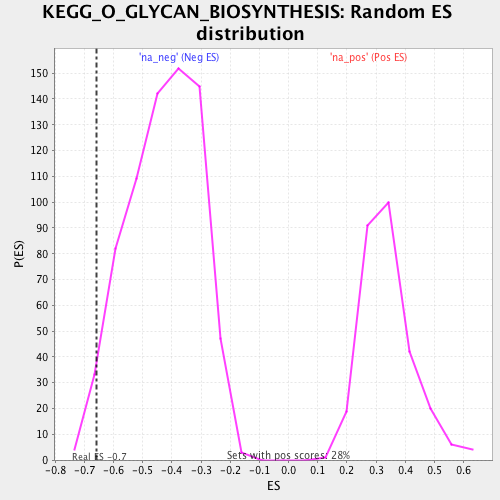 KEGG_O_GLYCAN_BIOSYNTHESIS: Random ES
distribution
'na_neg' (Neg ES)
'na_pos' (Pos ES)
150
140
130
120
110
100
90
80
70
60
50
40
30
20
10
0
P(ES)
Real ES -0.7
Sets with pos scores: 28%
-0.8 -0.7 -0.6 -0.5 -0.4 -0.3 -0.2 -0.1 0.0 0.1 0.2 0.3 0.4 0.5 0.6
ES